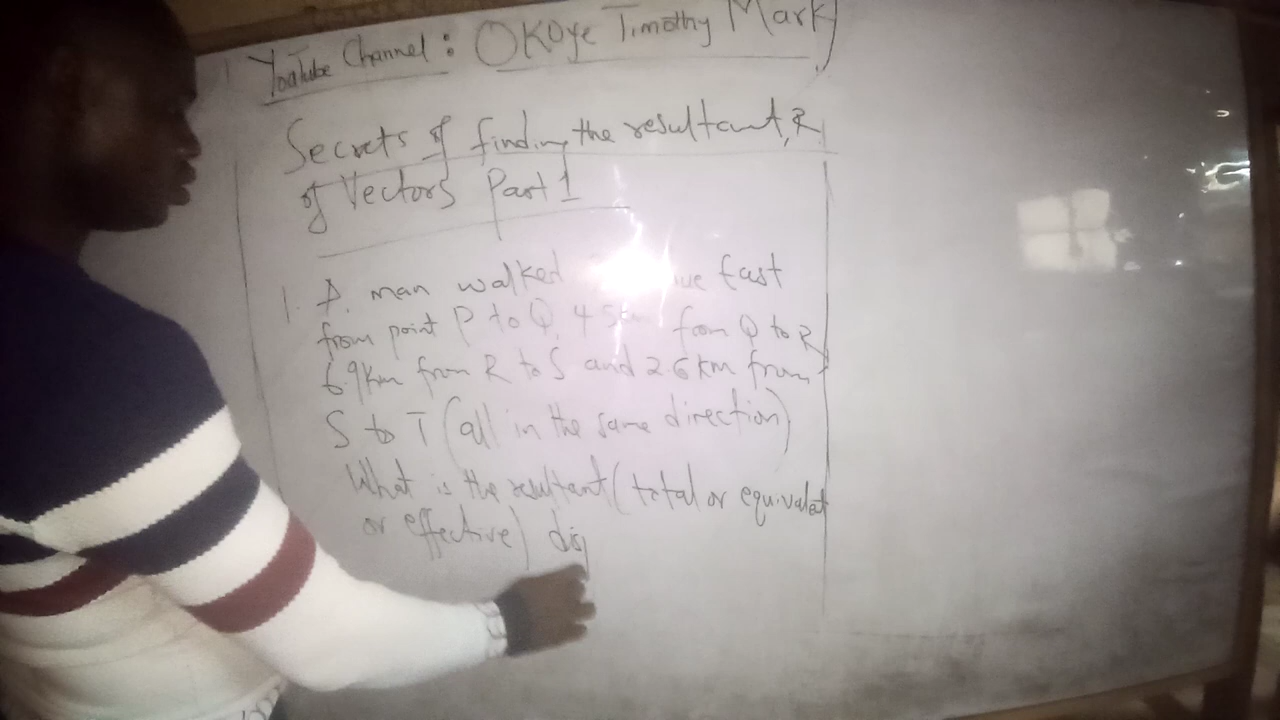 YouTube Channel: OKOye Timothy Mark
Secrets of finding the resultant, R
of Vectors Part 1
1. A man walked East
from point P to Q, 4.5km from Q to R,
6.9km from R to S and 2.6km from
S to T (all in the same direction)
What is the resultant (total or equivalent
or effective) dis